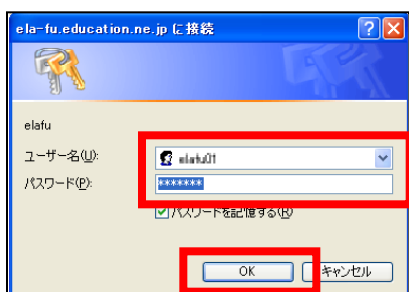 ela-fu.education.ne.jp に接続
elafu
ユーザー名(U):
elafu01
パスワード(P):
*******
パスワードを記憶する(R)
OK
キャンセル